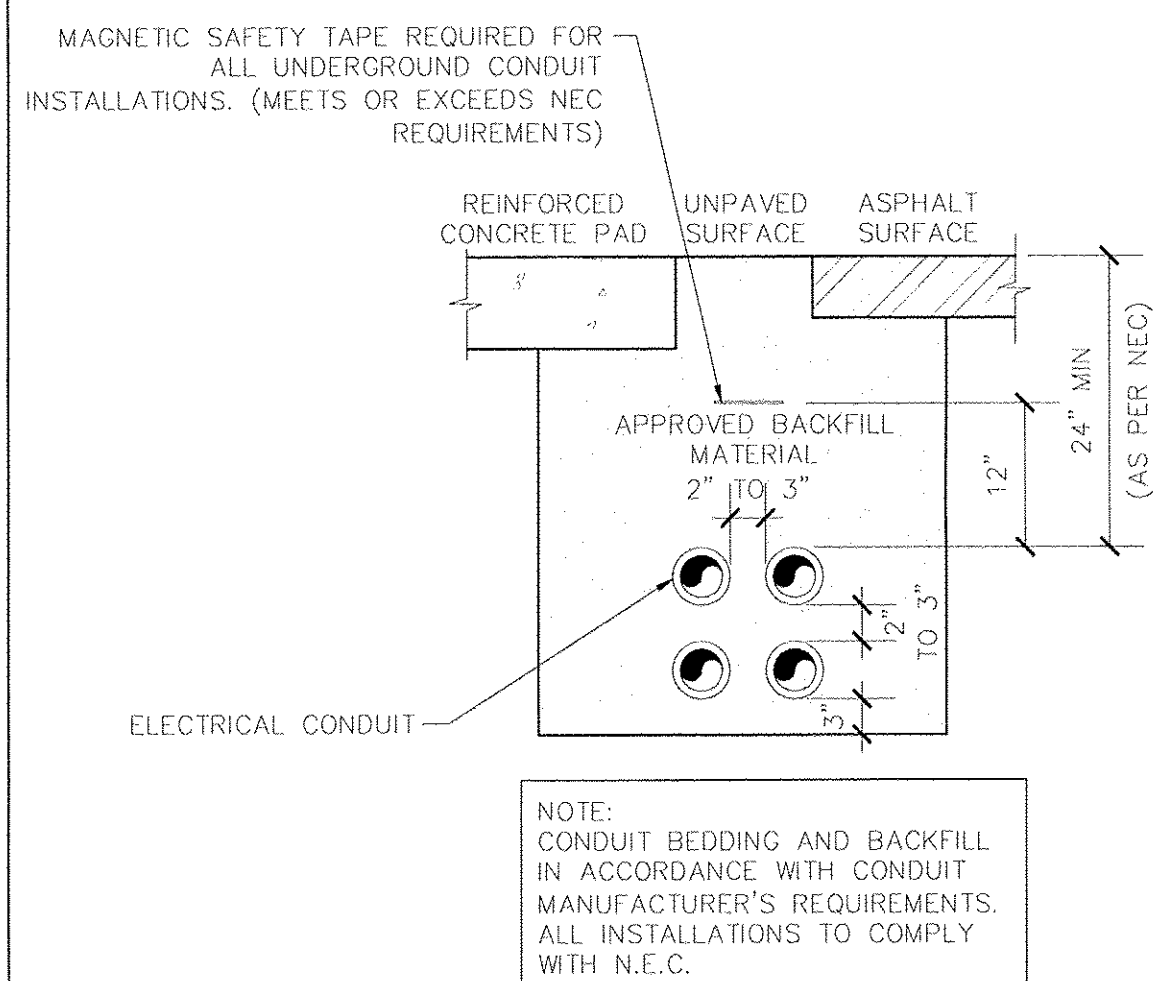 MAGNETIC SAFETY TAPE REQUIRED FOR
ALL UNDERGROUND CONDUIT
INSTALLATIONS. (MEETS OR EXCEEDS NEC
REQUIREMENTS)
REINFORCED
CONCRETE PAD
UNPAVED
SURFACE
ASPHALT
SURFACE
24" MIN
(AS PER NEC)
12"
APPROVED BACKFILL
MATERIAL
2" TO 3"
2"
TO 3"
3"
ELECTRICAL CONDUIT
NOTE:
CONDUIT BEDDING AND BACKFILL
IN ACCORDANCE WITH CONDUIT
MANUFACTURER'S REQUIREMENTS.
ALL INSTALLATIONS TO COMPLY
WITH N.E.C.